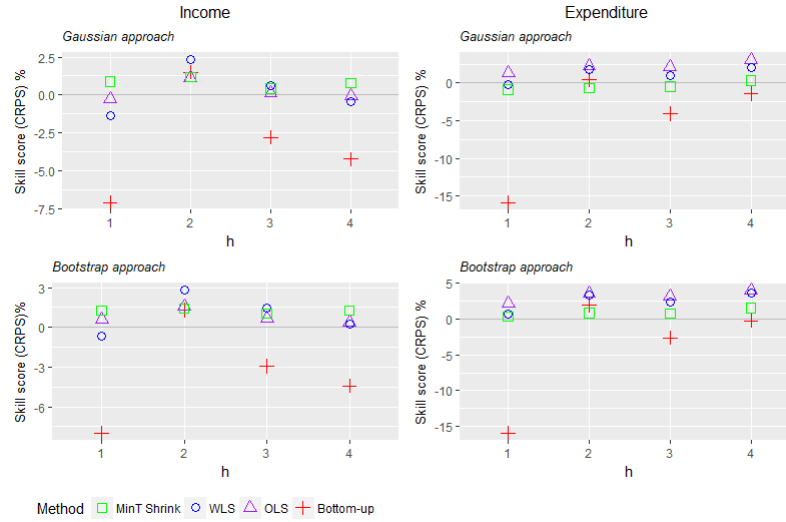 Income
Gaussian approach
Skill score (CRPS) %
2.5
0.0
-2.5
-5.0
-7.5
1 2 3 4
h
Expenditure
Gaussian approach
Skill score (CRPS) %
0
-5
-10
-15
1 2 3 4
h
Bootstrap approach
Skill score (CRPS)%
3
0
-3
-6
1 2 3 4
h
Bootstrap approach
Skill score (CRPS) %
5
0
-5
-10
-15
1 2 3 4
h
Method MinT Shrink WLS OLS Bottom-up